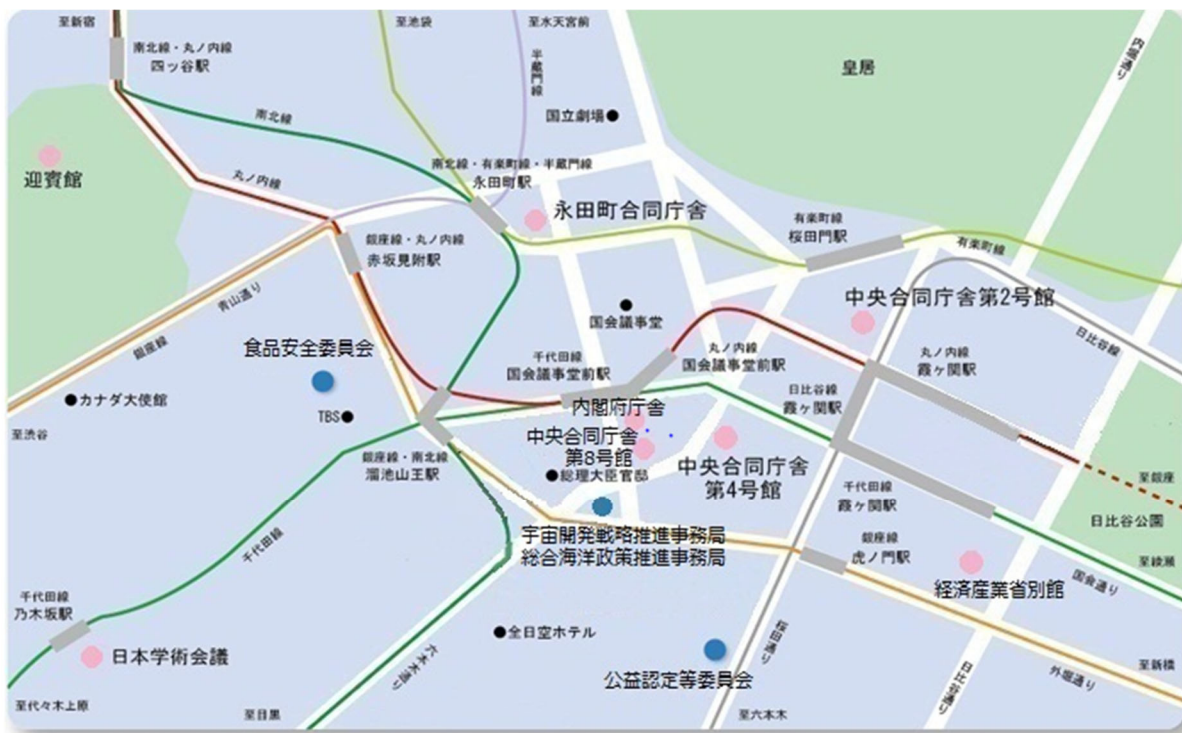 至新宿
至池袋
至水天宮前
内堀通り
南北線・丸ノ内線
四ッ谷駅
半蔵門線
皇居
南北線
国立劇場
迎賓館
丸ノ内線
南北線・有楽町線・半蔵門線
永田町駅
永田町合同庁舎
有楽町線
桜田門駅
有楽町線
銀座線・丸ノ内線
赤坂見附駅
青山通り
銀座線
国会議事堂
中央合同庁舎第2号館
日比谷線
食品安全委員会
千代田線
国会議事堂前駅
丸ノ内線
国会議事堂前駅
丸ノ内線
霞ヶ関駅
日比谷線
霞ヶ関駅
カナダ大使館
TBS
至渋谷
内閣府庁舎
中央合同庁舎
第8号館
中央合同庁舎
第4号館
銀座線・南北線
溜池山王駅
総理大臣官邸
至銀座
千代田線
霞ヶ関駅
日比谷公園
宇宙開発戦略推進事務局
総合海洋政策推進事務局
銀座線
虎ノ門駅
千代田線
至綾瀬
国会通り
経済産業省別館
千代田線
乃木坂駅
日本学術会議
全日空ホテル
六本木通り
公益認定等委員会
桜田通り
日比谷通り
外堀通り
至新橋
至代々木上原
至目黒
至六本木